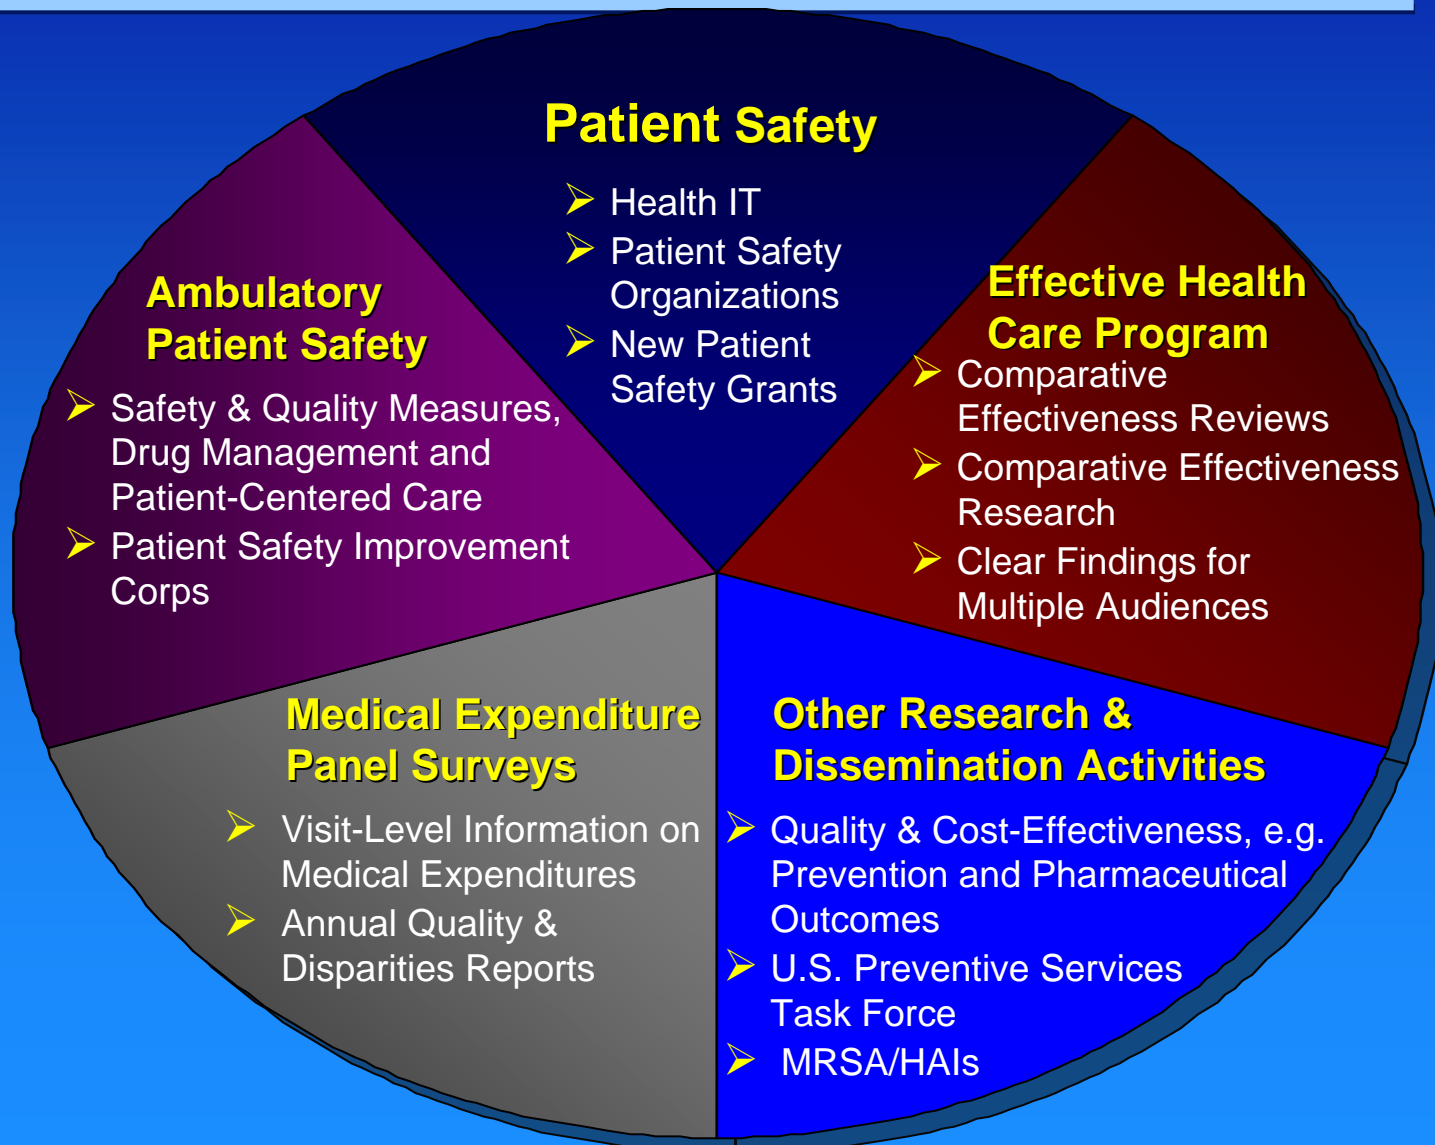 Patient Safety
➢ Health IT
➢ Patient Safety
Organizations
➢ New Patient
Safety Grants
Ambulatory
Patient Safety
➢ Safety & Quality Measures,
Drug Management and
Patient-Centered Care
➢ Patient Safety Improvement
Corps
Effective Health
Care Program
➢ Comparative
Effectiveness Reviews
➢ Comparative Effectiveness
Research
➢ Clear Findings for
Multiple Audiences
Medical Expenditure
Panel Surveys
➢ Visit-Level Information on
Medical Expenditures
➢ Annual Quality &
Disparities Reports
Other Research &
Dissemination Activities
➢ Quality & Cost-Effectiveness, e.g.
Prevention and Pharmaceutical
Outcomes
➢ U.S. Preventive Services
Task Force
➢ MRSA/HAIs